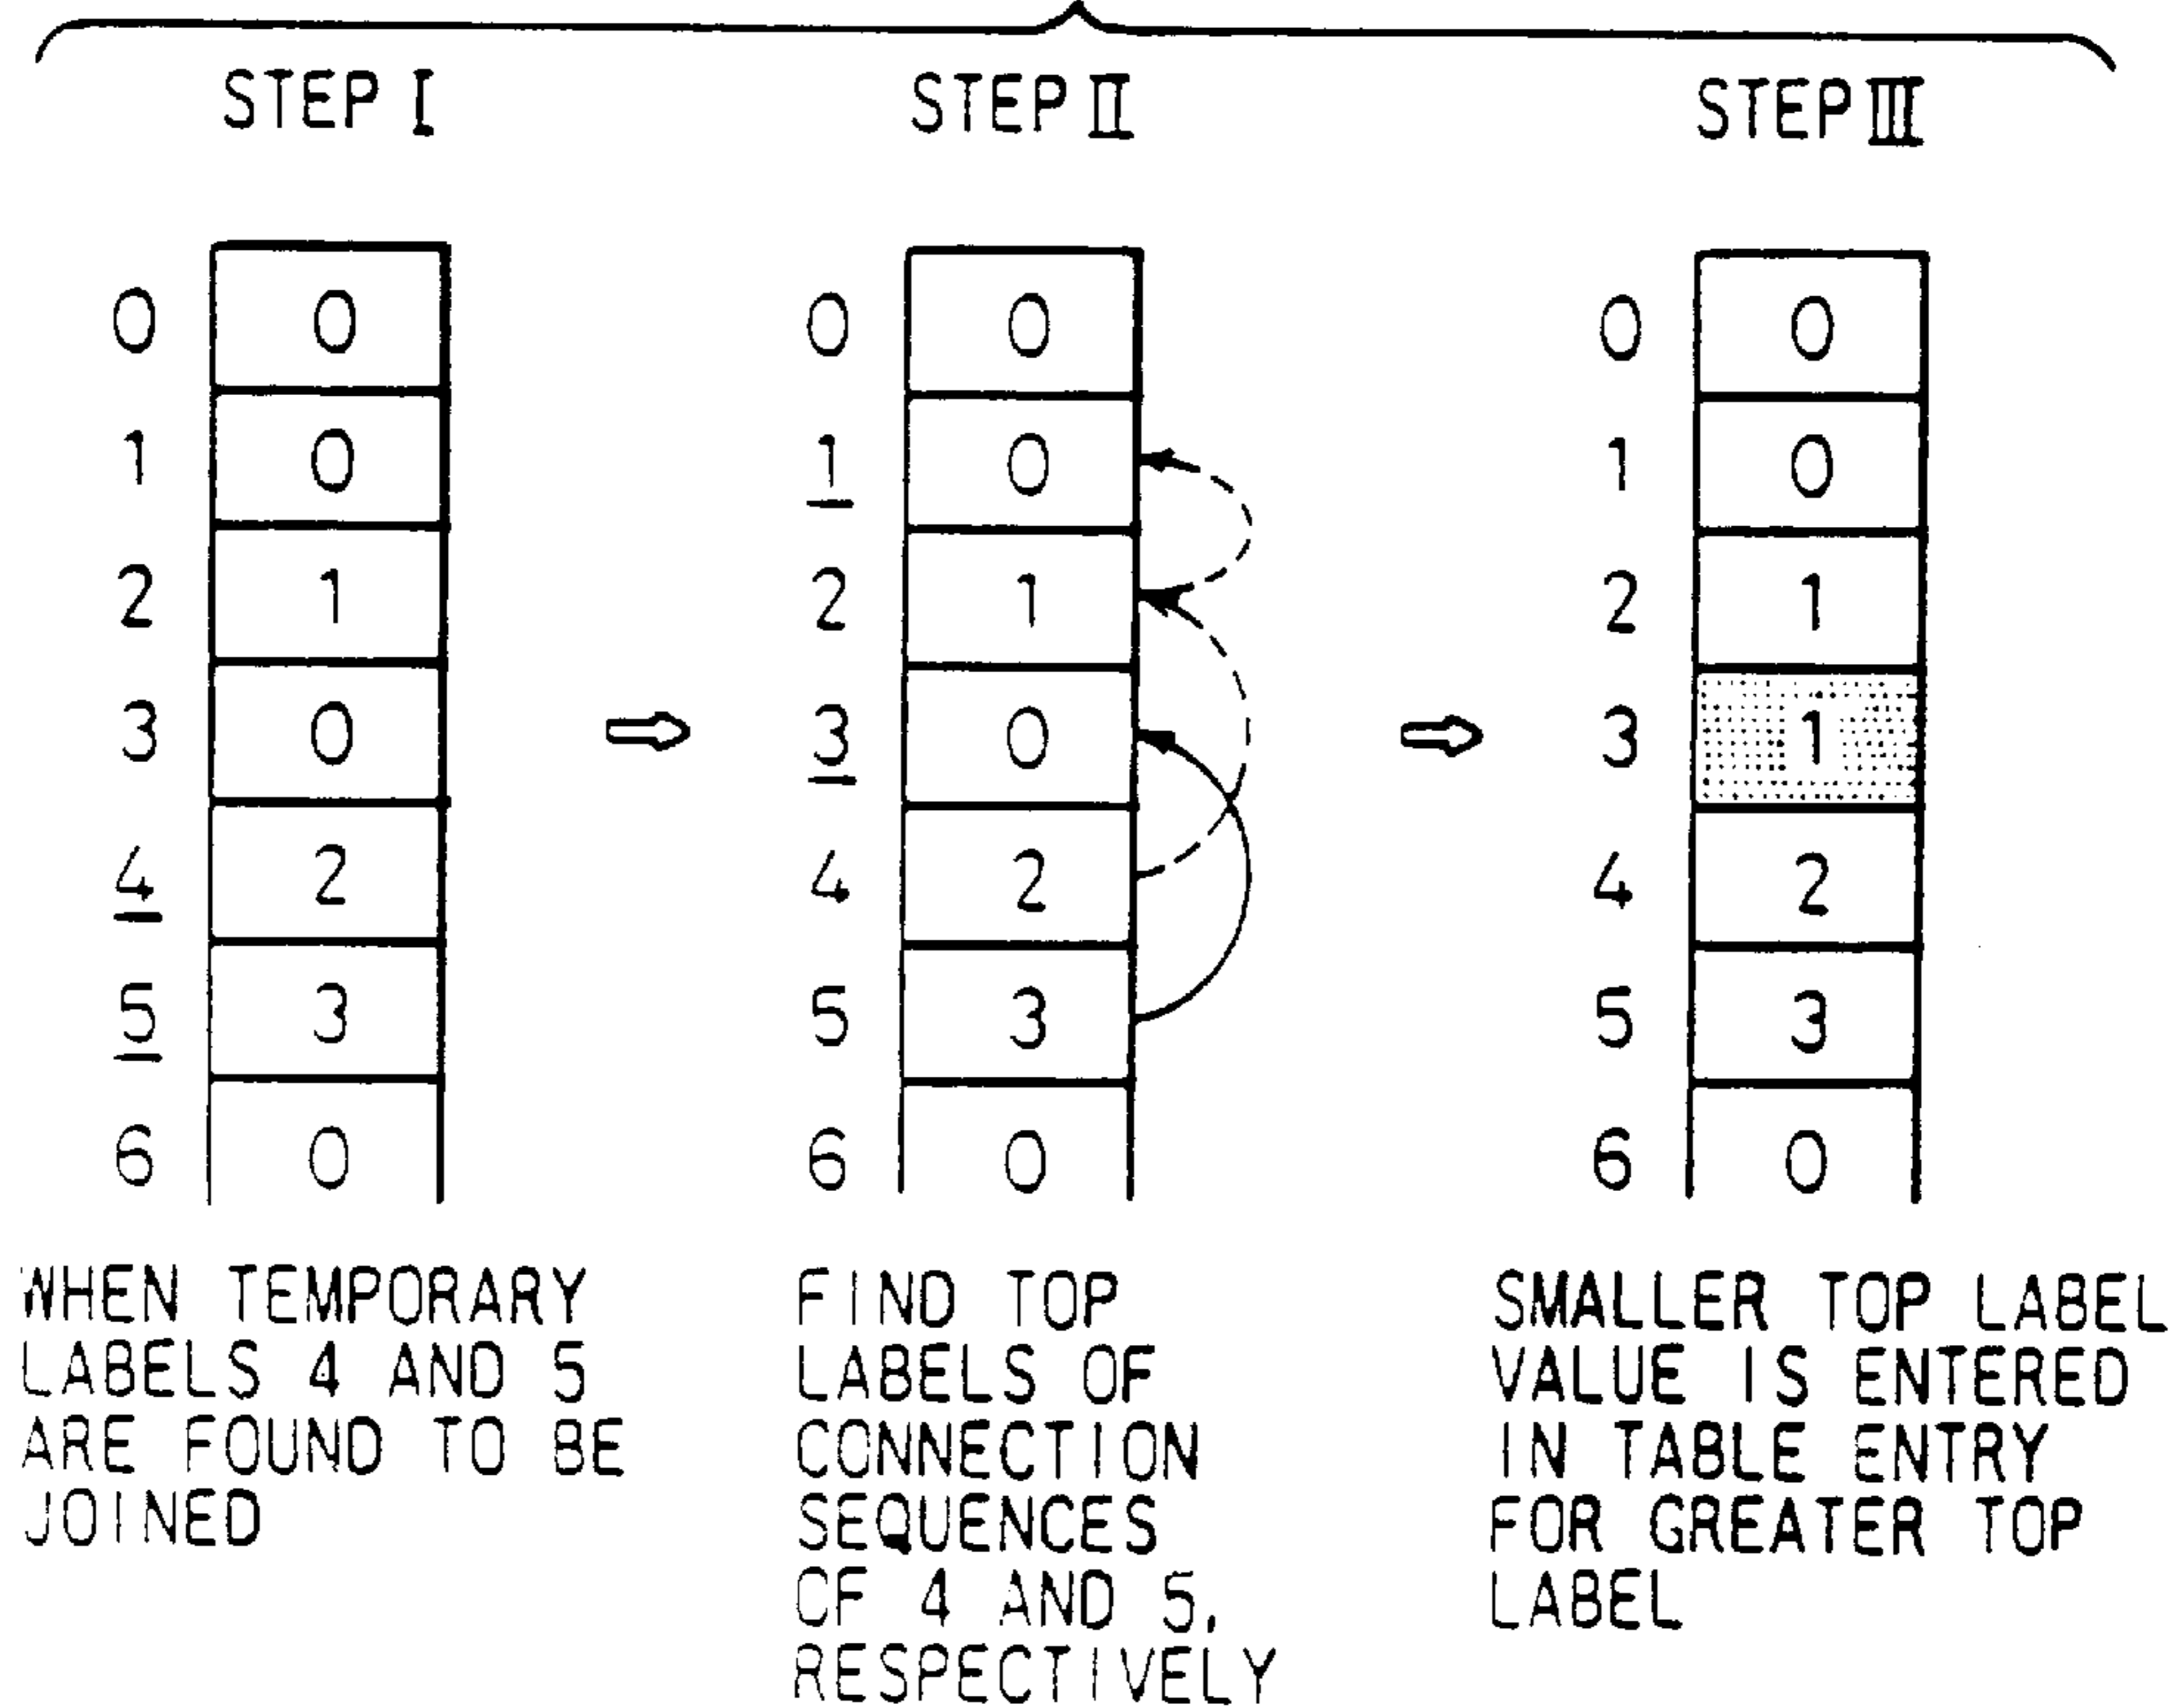 STEP I STEP II STEP III
0 0 0 0 0 0
1 0 1 0 1 0
2 1 2 1 2 1
3 0 3 0 3 1
4 2 4 2 4 2
5 3 5 3 5 3
6 0 6 0 6 0
WHEN TEMPORARY
LABELS 4 AND 5
ARE FOUND TO BE
JOINED
FIND TOP
LABELS OF
CONNECTION
SEQUENCES
OF 4 AND 5,
RESPECTIVELY
SMALLER TOP LABEL
VALUE IS ENTERED
IN TABLE ENTRY
FOR GREATER TOP
LABEL